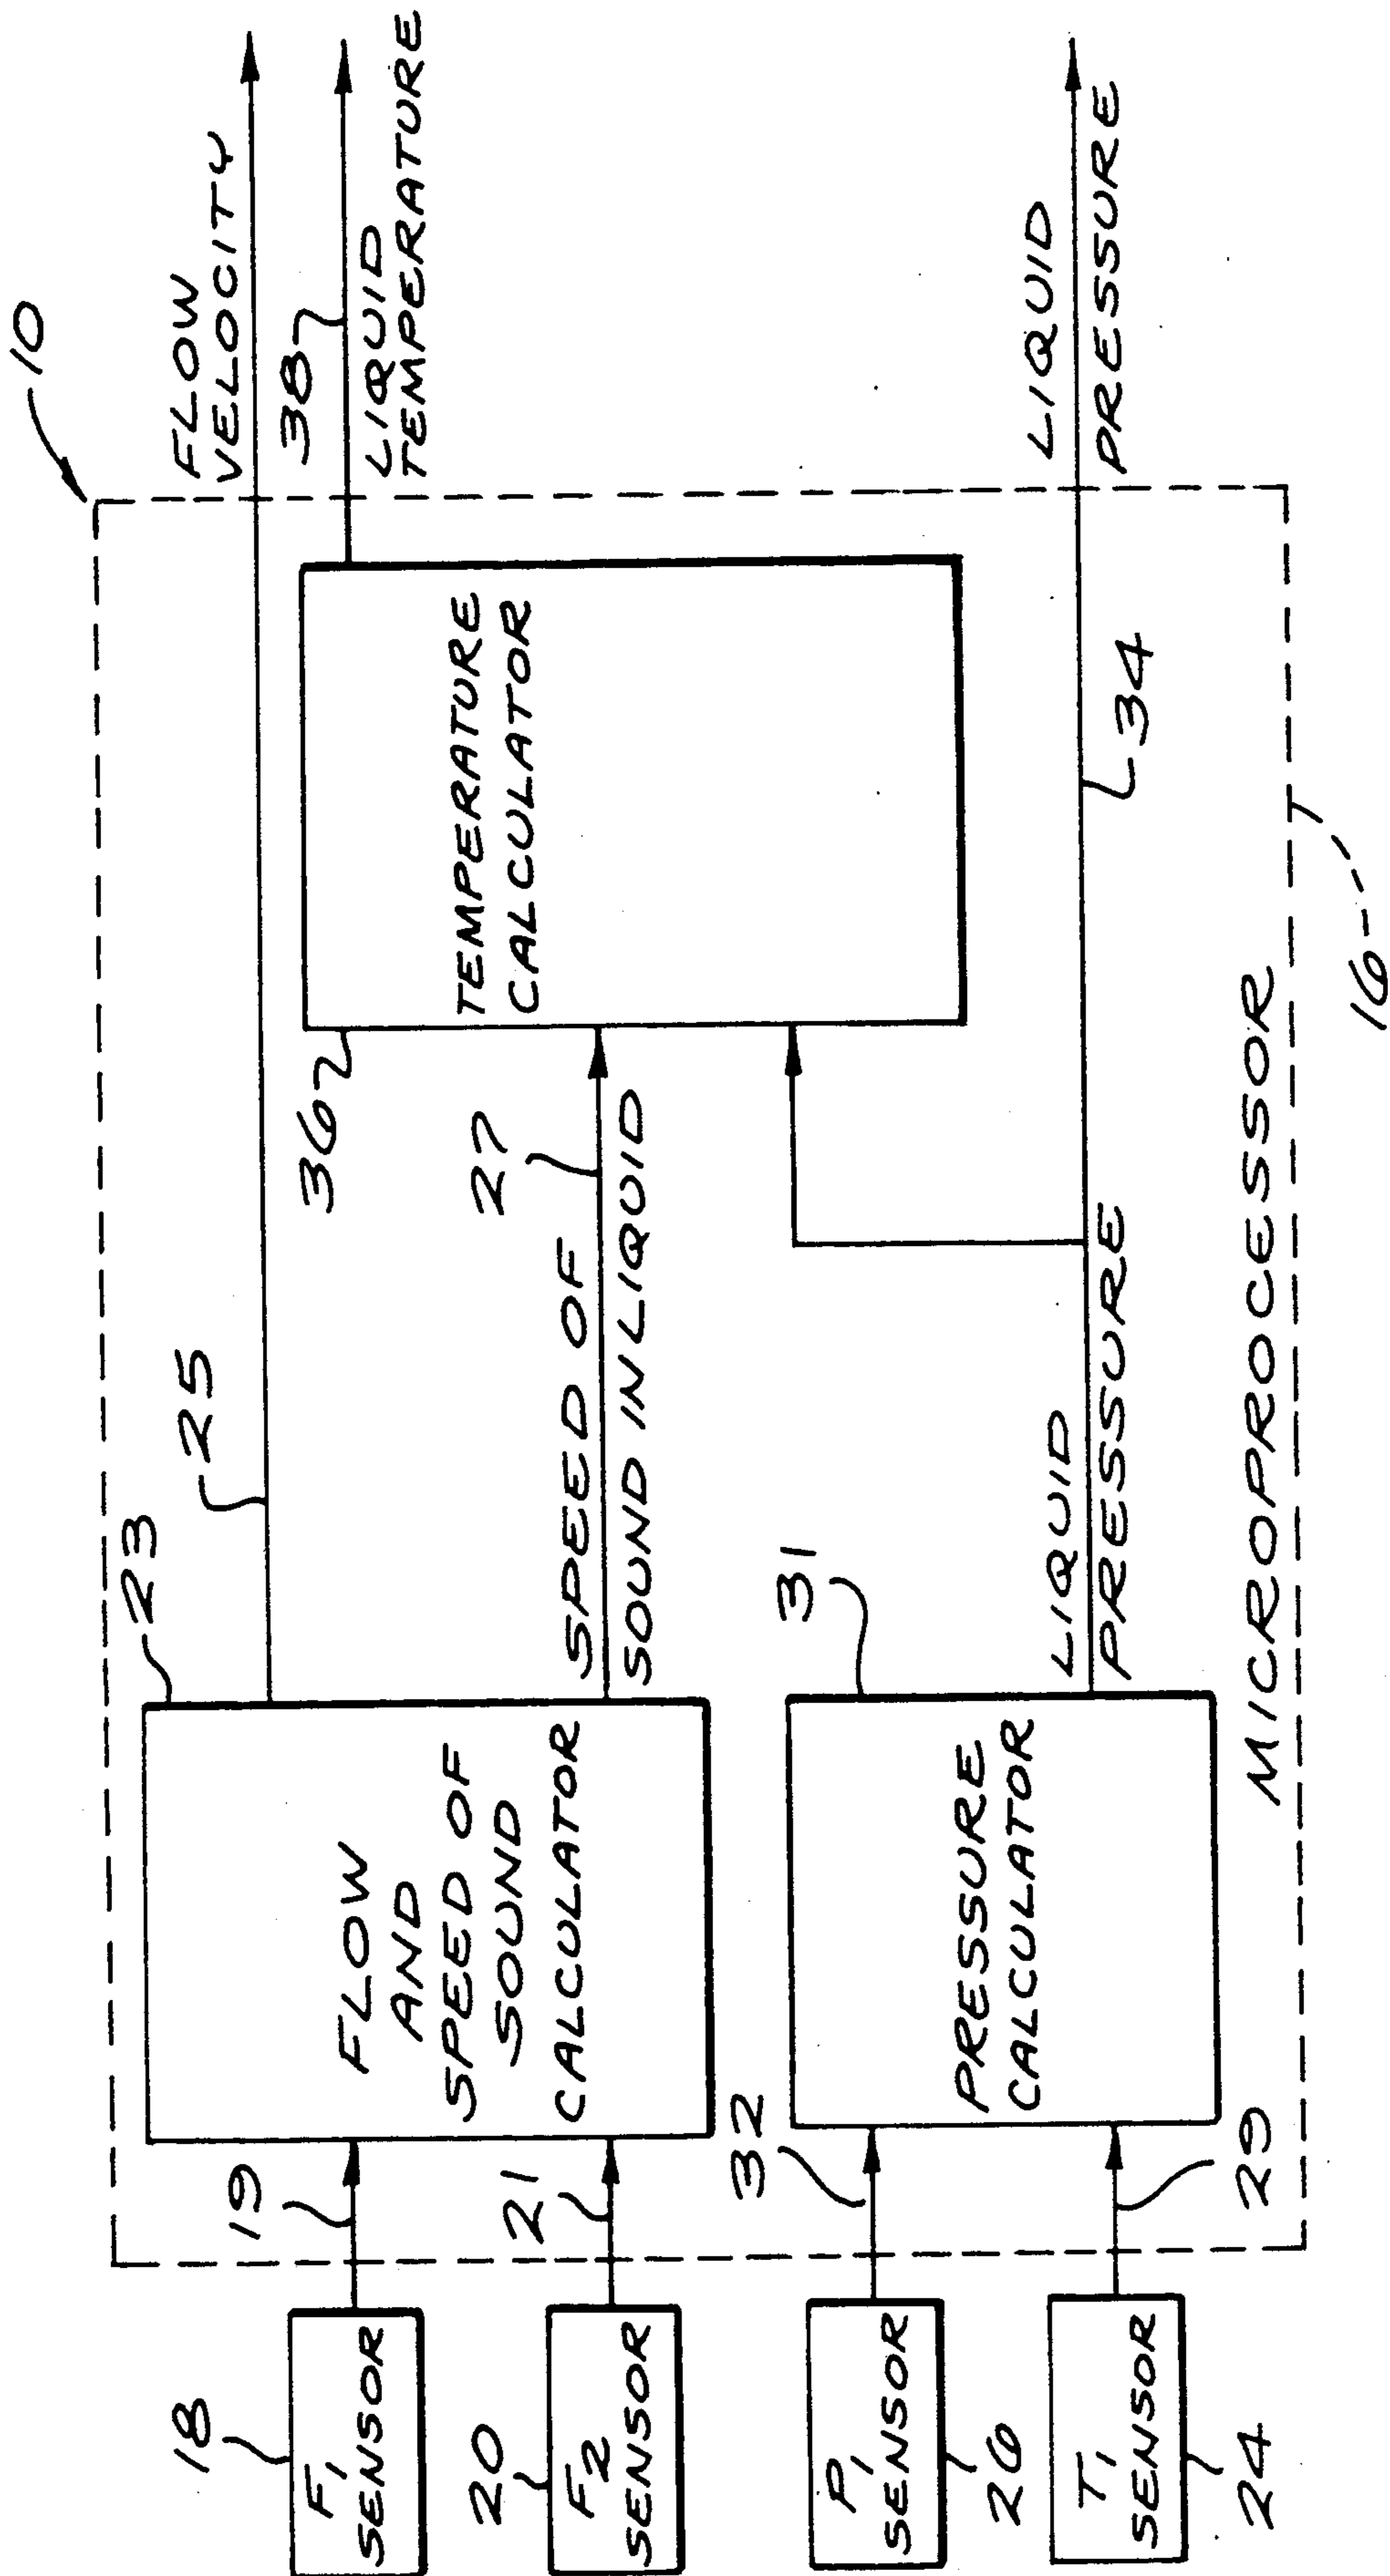 10
FLOW
VELOCITY
38
LIQUID
TEMPERATURE
LIQUID
PRESSURE
23
25
36
TEMPERATURE
CALCULATOR
27
SPEED OF
SOUND IN LIQUID
FLOW
AND
SPEED OF
SOUND
CALCULATOR
18
F1
SENSOR
19
20
F2
SENSOR
21
31
PRESSURE
CALCULATOR
32
P1
SENSOR
26
29
T1
SENSOR
24
LIQUID
PRESSURE
34
MICROPROCESSOR
16